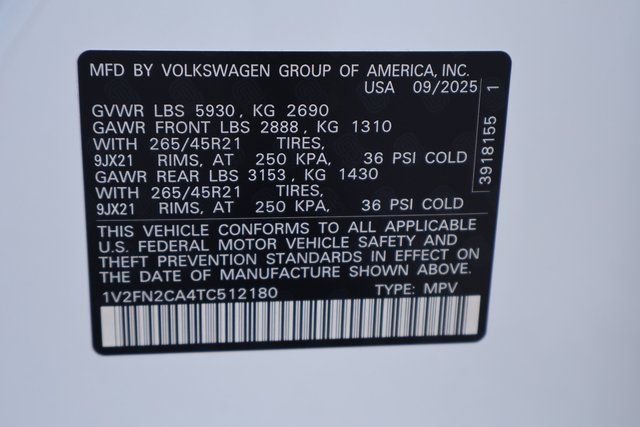 MFD BY VOLKSWAGEN GROUP OF AMERICA, INC.
USA 09/2025
GVWR LBS 5930, KG 2690
GAWR FRONT LBS 2888, KG 1310
WITH 265/45R21 TIRES,
9JX21 RIMS, AT 250 KPA, 36 PSI COLD
GAWR REAR LBS 3153, KG 1430
WITH 265/45R21 TIRES,
9JX21 RIMS, AT 250 KPA, 36 PSI COLD
THIS VEHICLE CONFORMS TO ALL APPLICABLE
U.S. FEDERAL MOTOR VEHICLE SAFETY AND
THEFT PREVENTION STANDARDS IN EFFECT ON
THE DATE OF MANUFACTURE SHOWN ABOVE.
1V2FN2CA4TC512180 TYPE: MPV
3918155 1